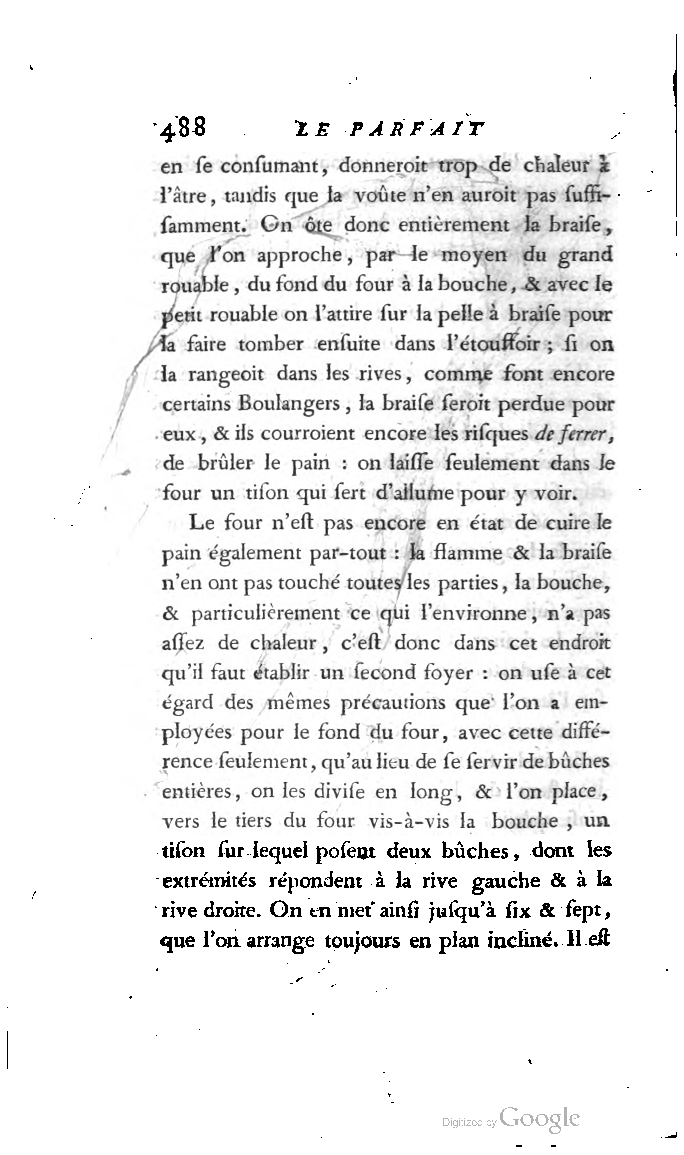 488 LE PARFAIT
en ſe conſumant, donneroit trop de chaleur à
l'âtre, tandis que la voûte n'en auroit pas ſuffi-
ſamment. On ôte donc entièrement la braiſe,
que l'on approche, par le moyen du grand
rouable, du fond du four à la bouche, & avec le
petit rouable on l'attire ſur la pelle à braiſe pour
la faire tomber enſuite dans l'étouffoir; ſi on
la rangeoit dans les rives, comme font encore
certains Boulangers, la braiſe ſeroit perdue pour
eux, & ils courroient encore les riſques de ferrer,
de brûler le pain : on laiſſe ſeulement dans le
four un tiſon qui ſert d'allume pour y voir.
Le four n'eſt pas encore en état de cuire le
pain également par-tout : la flamme & la braiſe
n'en ont pas touché toutes les parties, la bouche,
& particulièrement ce qui l'environne, n'a pas
aſſez de chaleur, c'eſt donc dans cet endroit
qu'il faut établir un ſecond foyer : on uſe à cet
égard des mêmes précautions que l'on a em-
ployées pour le fond du four, avec cette diffé-
rence ſeulement, qu'au lieu de ſe ſervir de bûches
entières, on les diviſe en long, & l'on place,
vers le tiers du four vis-à-vis la bouche, un
tiſon ſur lequel poſent deux bûches, dont les
extrémités répondent à la rive gauche & à la
rive droite. On en met ainſi juſqu'à ſix & ſept,
que l'on arrange toujours en plan incliné. Il eſt
Digitized by Google